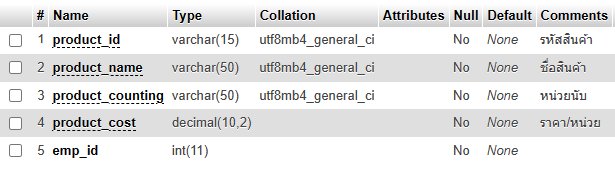 # Name Type Collation Attributes Null Default Comments
1 product_id varchar(15) utf8mb4_general_ci No None รหัสสินค้า
2 product_name varchar(50) utf8mb4_general_ci No None ชื่อสินค้า
3 product_counting varchar(50) utf8mb4_general_ci No None หน่วยนับ
4 product_cost decimal(10,2) No None ราคา/หน่วย
5 emp_id int(11) No None